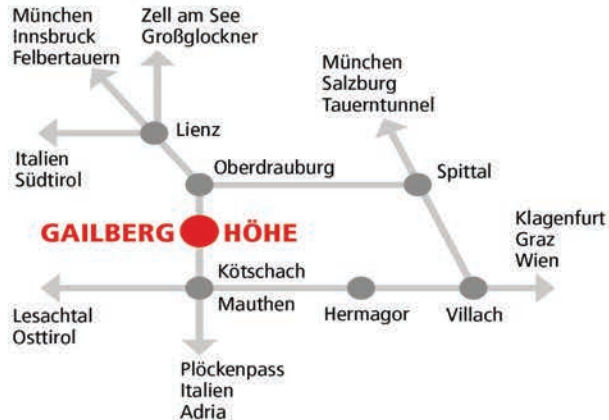 München
Innsbruck
Felbertauern
Zell am See
Großglockner
München
Salzburg
Tauerntunnel
Lienz
Italien
Südtirol
Oberdrauburg
Spittal
GAILBERG HÖHE
Klagenfurt
Graz
Wien
Kötschach
Mauthen
Hermagor
Villach
Lesachtal
Osttirol
Plöckenpass
Italien
Adria